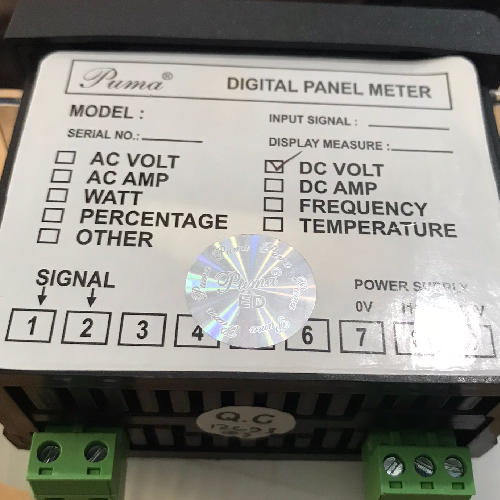 Puma® DIGITAL PANEL METER
MODEL :
INPUT SIGNAL :
SERIAL NO.:
DISPLAY MEASURE :
AC VOLT
AC AMP
WATT
PERCENTAGE
OTHER
DC VOLT
DC AMP
FREQUENCY
TEMPERATURE
Puma
SIGNAL
POWER SUPPLY
0V
1 2 3 4 6 7
Q.C